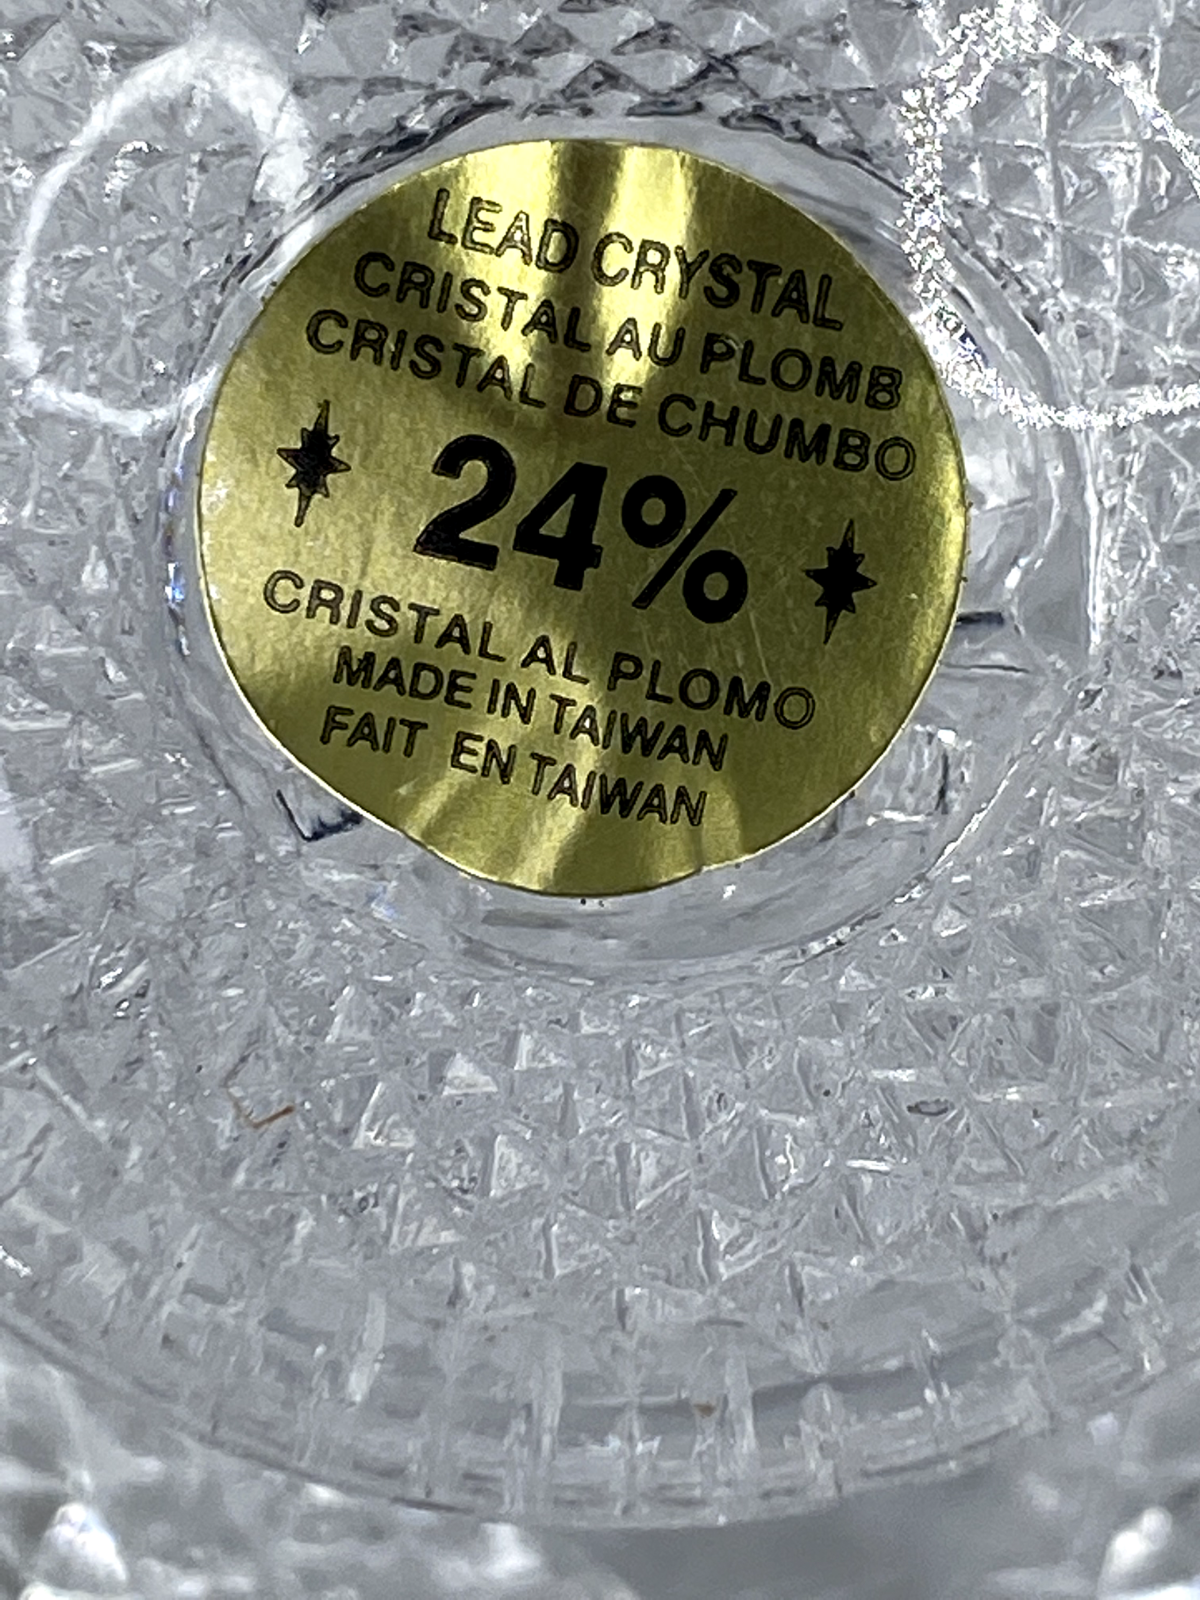 LEAD CRYSTAL
CRISTAL AU PLOMB
CRISTAL DE CHUMBO
24%
CRISTAL AL PLOMO
MADE IN TAIWAN
FAIT EN TAIWAN